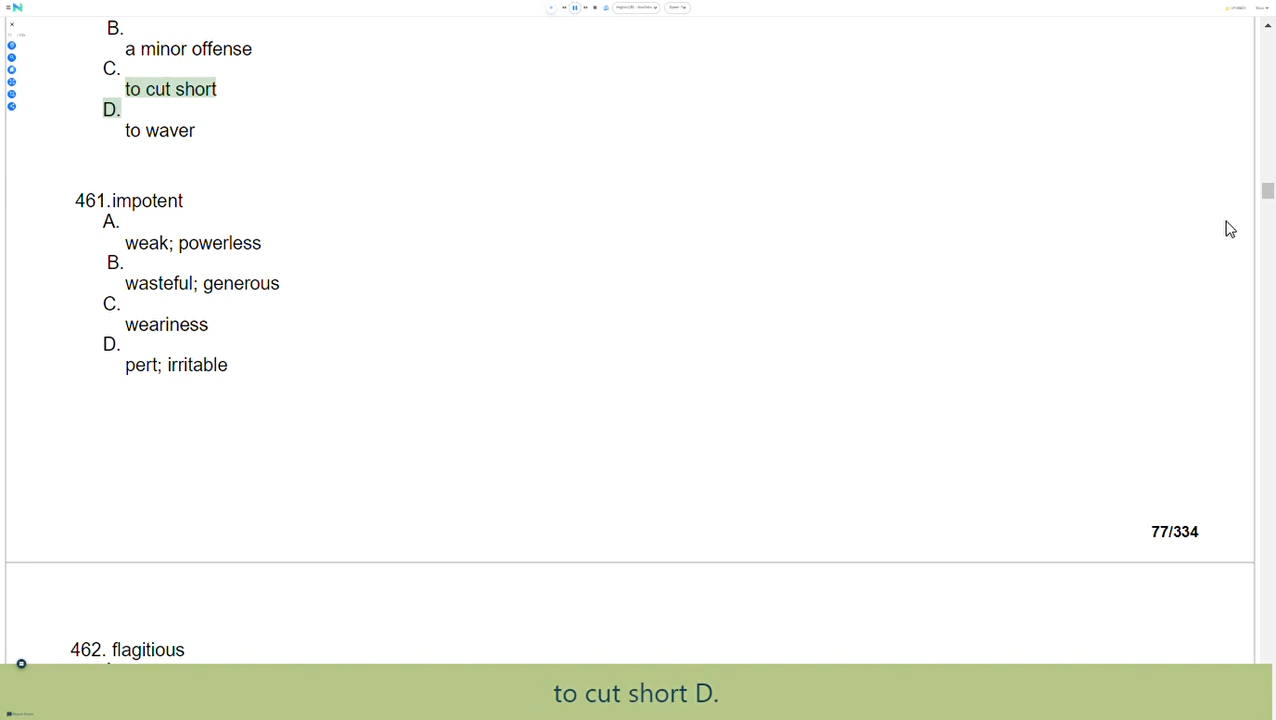 B.
a minor offense
C.
to cut short
D.
to waver
461.impotent
A.
weak; powerless
B.
wasteful; generous
C.
weariness
D.
pert; irritable
77/334
462. flagitious
to cut short D.